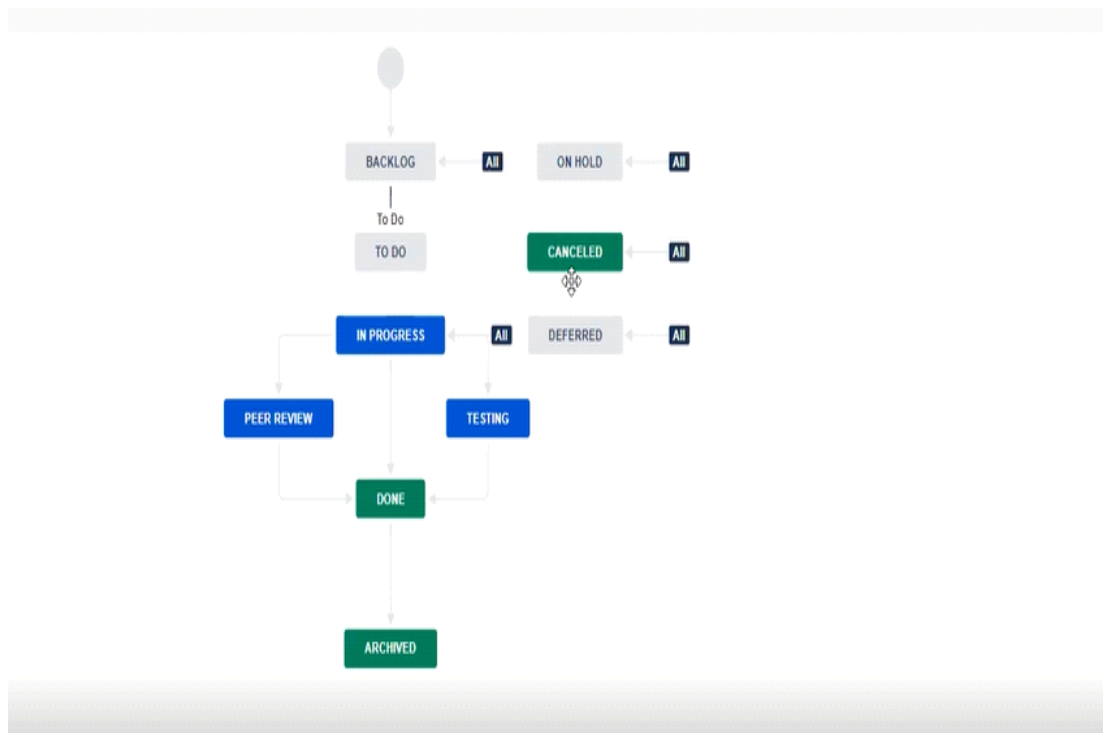 BACKLOG All ON HOLD All
To Do
TO DO CANCELED All
IN PROGRESS All DEFERRED All
PEER REVIEW TESTING
DONE
ARCHIVED